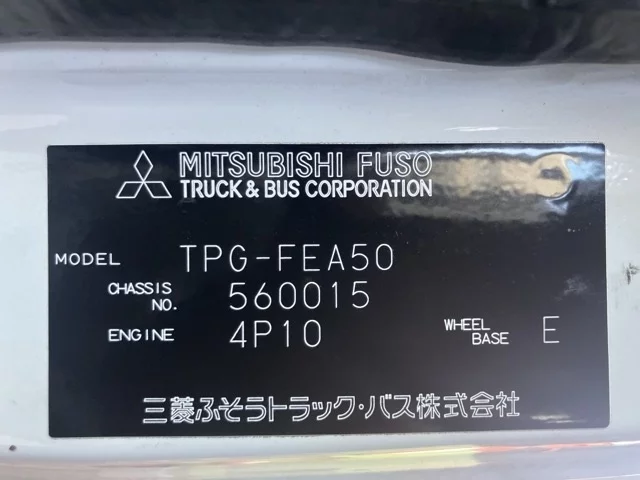 MITSUBISHI FUSO
TRUCK & BUS CORPORATION
MODEL TPG-FEA50
CHASSIS NO. 560015
ENGINE 4P10 WHEEL BASE E
三菱ふそうトラック・バス株式会社